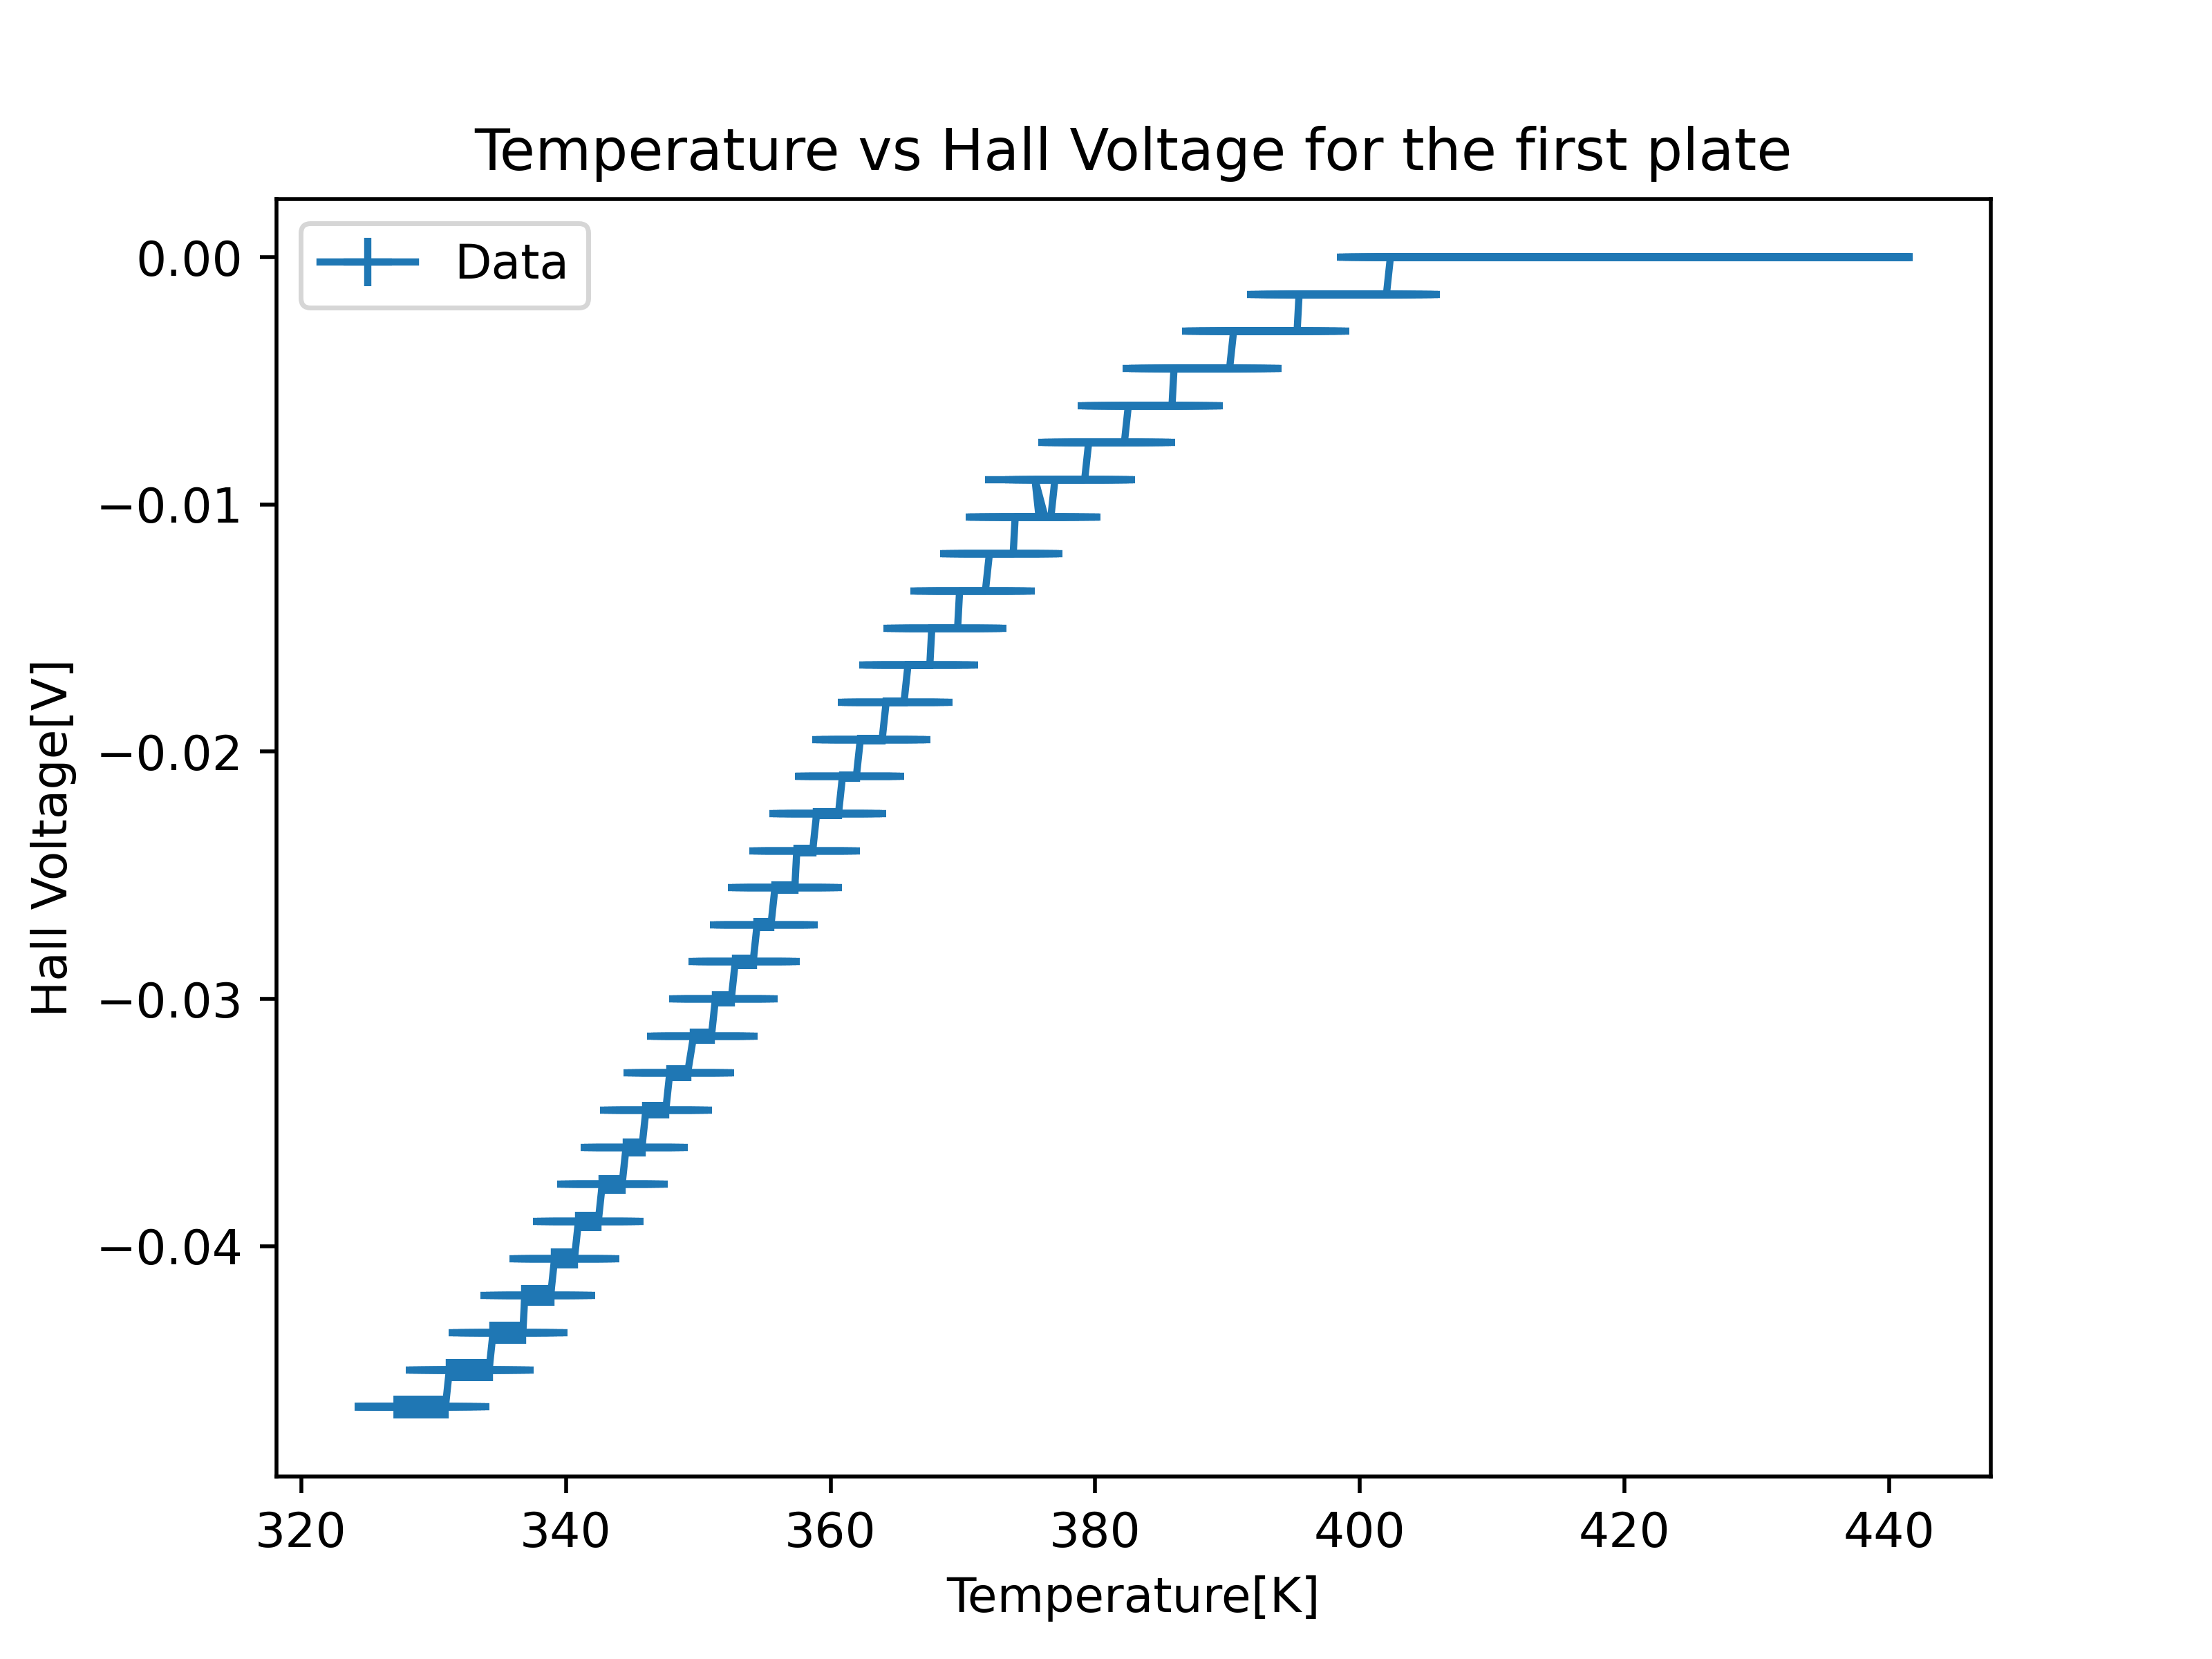 Temperature vs Hall Voltage for the first plate
Data
0.00
−0.01
−0.02
−0.03
−0.04
Hall Voltage[V]
320 340 360 380 400 420 440
Temperature[K]